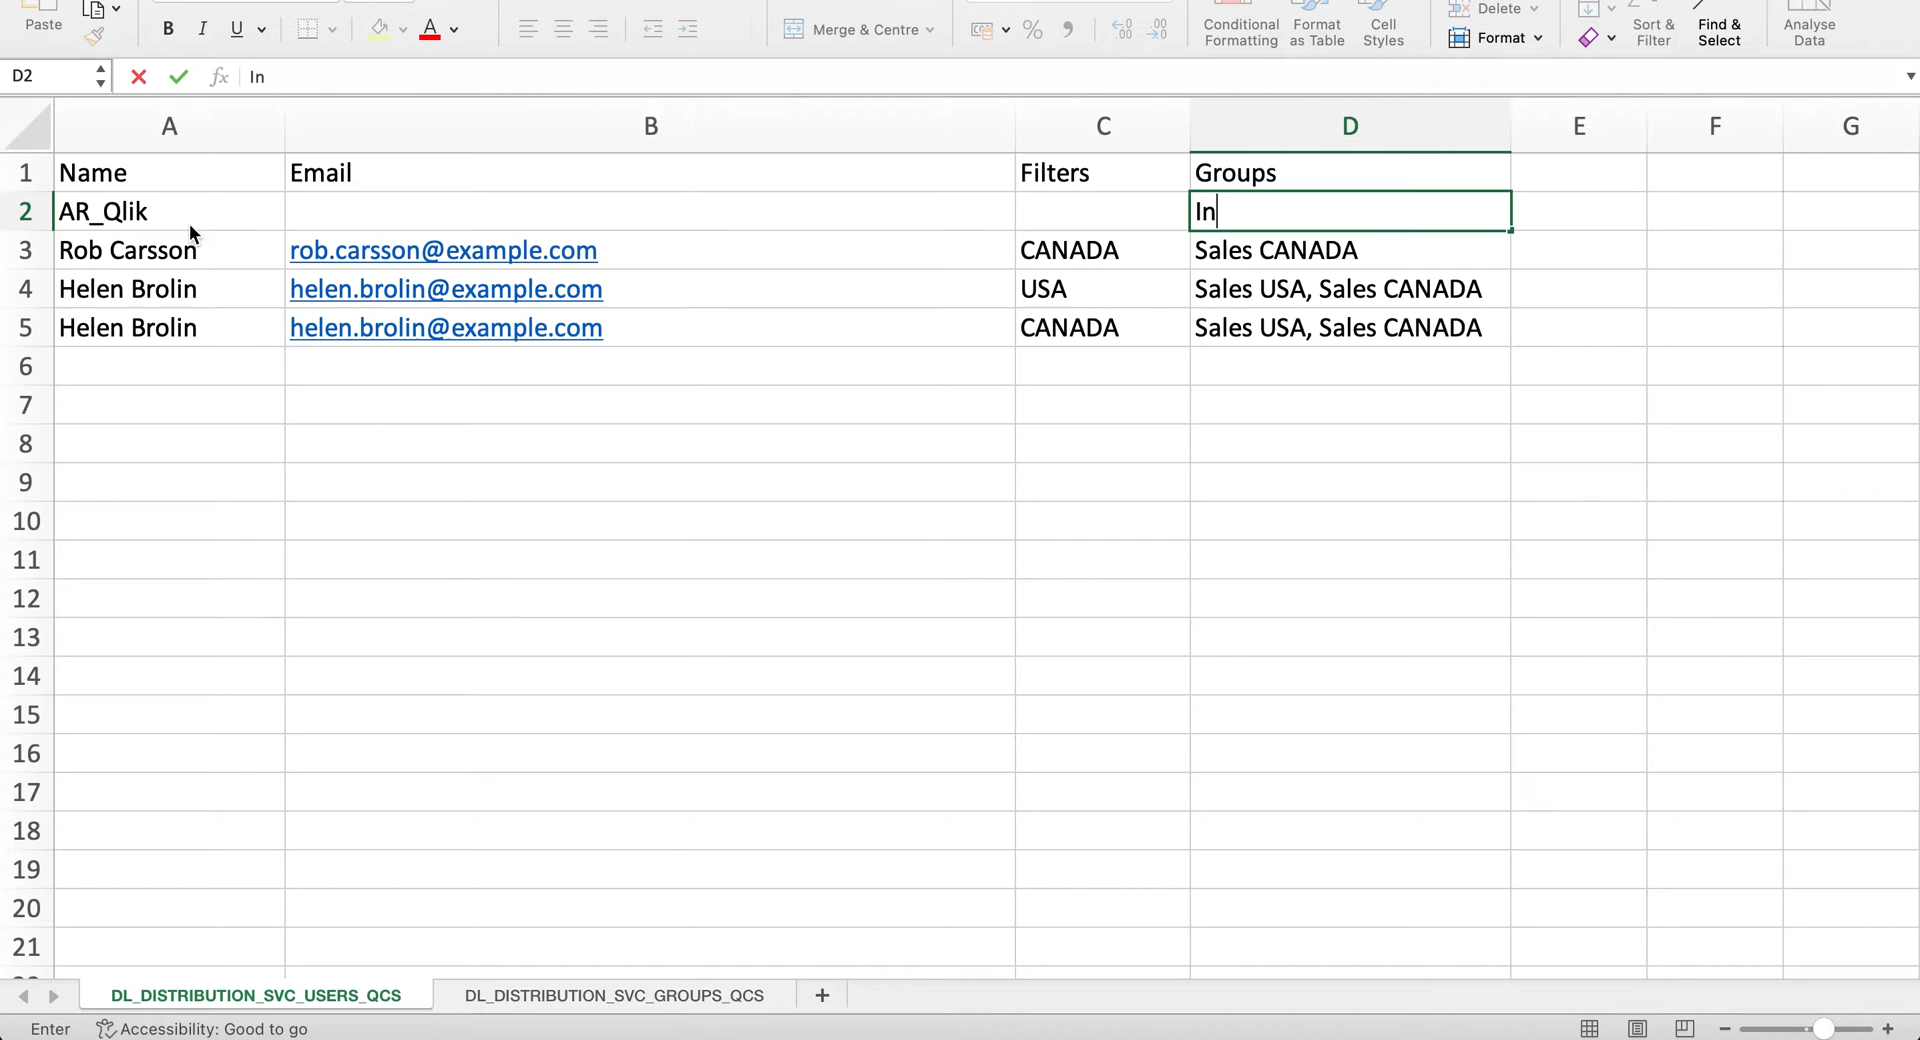 Paste
B I U A
Merge & Centre
%
Conditional Formatting
Format as Table
Cell Styles
Delete
Format
Sort & Filter
Find & Select
Analyse Data
D2 fx In
A B C D E F G
1 Name Email Filters Groups
2 AR_Qlik In
3 Rob Carsson rob.carsson@example.com CANADA Sales CANADA
4 Helen Brolin helen.brolin@example.com USA Sales USA, Sales CANADA
5 Helen Brolin helen.brolin@example.com CANADA Sales USA, Sales CANADA
6
7
8
9
10
11
12
13
14
15
16
17
18
19
20
21
DL_DISTRIBUTION_SVC_USERS_QCS DL_DISTRIBUTION_SVC_GROUPS_QCS +
Enter Accessibility: Good to go